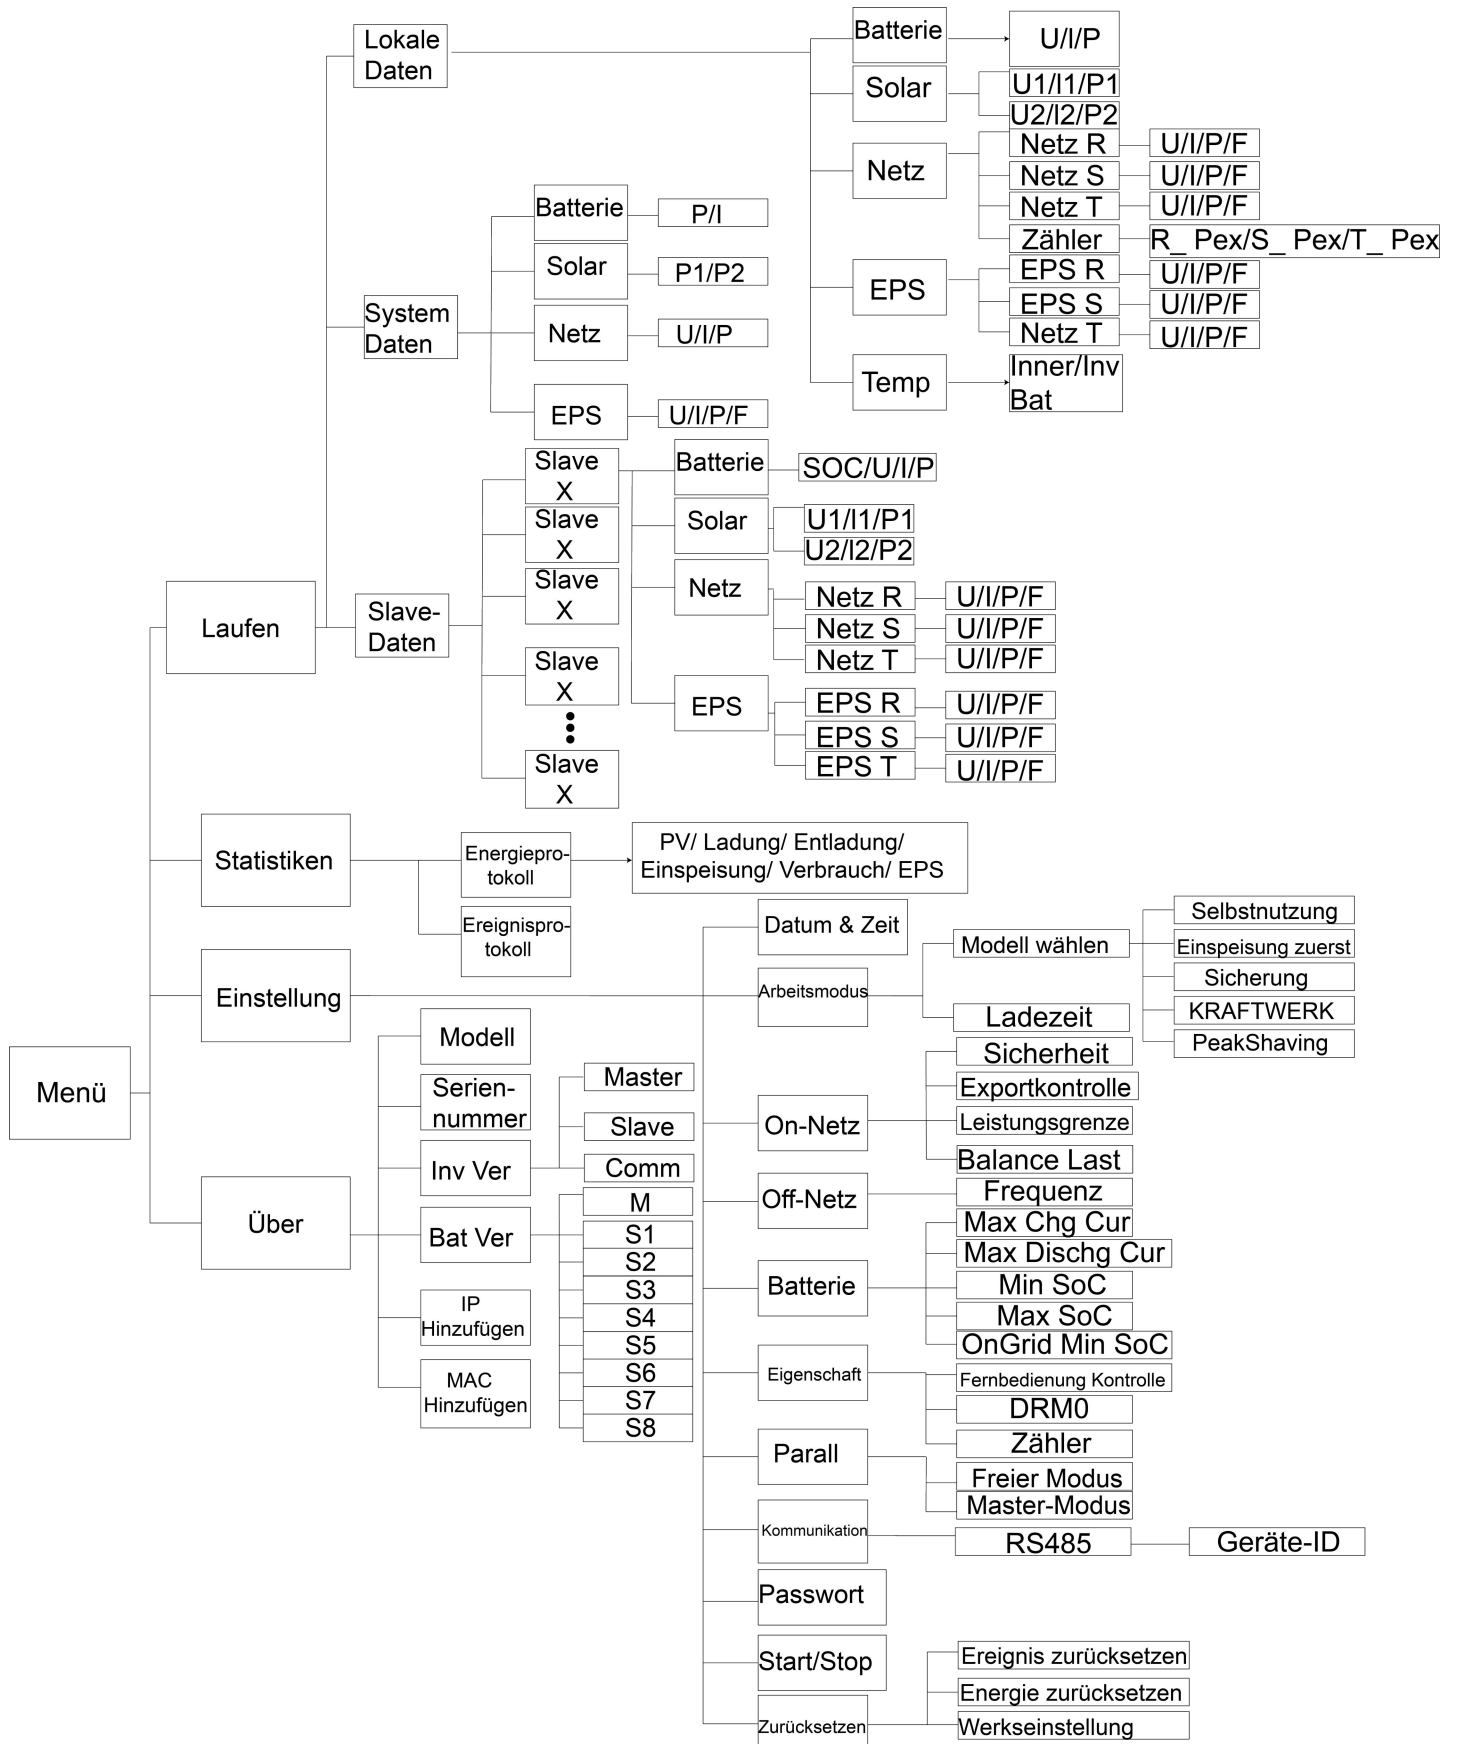 Menü
Laufen
Lokale
Daten
Batterie
U/I/P
Solar
U1/I1/P1
U2/I2/P2
Netz
Netz R
U/I/P/F
Netz S
U/I/P/F
Netz T
U/I/P/F
Zähler
R_ Pex/S_ Pex/T_ Pex
EPS
EPS R
U/I/P/F
EPS S
U/I/P/F
Netz T
U/I/P/F
Temp
Inner/Inv
Bat
System
Daten
Batterie
P/I
Solar
P1/P2
Netz
U/I/P
EPS
U/I/P/F
Slave-
Daten
Slave
X
Slave
X
Slave
X
Slave
X
Slave
X
Batterie
SOC/U/I/P
Solar
U1/I1/P1
U2/I2/P2
Netz
Netz R
U/I/P/F
Netz S
U/I/P/F
Netz T
U/I/P/F
EPS
EPS R
U/I/P/F
EPS S
U/I/P/F
EPS T
U/I/P/F
Statistiken
Energiepro-
tokoll
PV/ Ladung/ Entladung/
Einspeisung/ Verbrauch/ EPS
Ereignispro-
tokoll
Einstellung
Datum & Zeit
Arbeitsmodus
Modell wählen
Selbstnutzung
Einspeisung zuerst
Sicherung
KRAFTWERK
PeakShaving
Ladezeit
On-Netz
Sicherheit
Exportkontrolle
Leistungsgrenze
Balance Last
Off-Netz
Frequenz
Batterie
Max Chg Cur
Max Dischg Cur
Min SoC
Max SoC
OnGrid Min SoC
Eigenschaft
Fernbedienung Kontrolle
DRM0
Zähler
Parall
Freier Modus
Master-Modus
Kommunikation
RS485
Geräte-ID
Passwort
Start/Stop
Zurücksetzen
Ereignis zurücksetzen
Energie zurücksetzen
Werkseinstellung
Über
Modell
Serien-
nummer
Inv Ver
Master
Slave
Comm
Bat Ver
M
S1
S2
S3
S4
S5
S6
S7
S8
IP
Hinzufügen
MAC
Hinzufügen